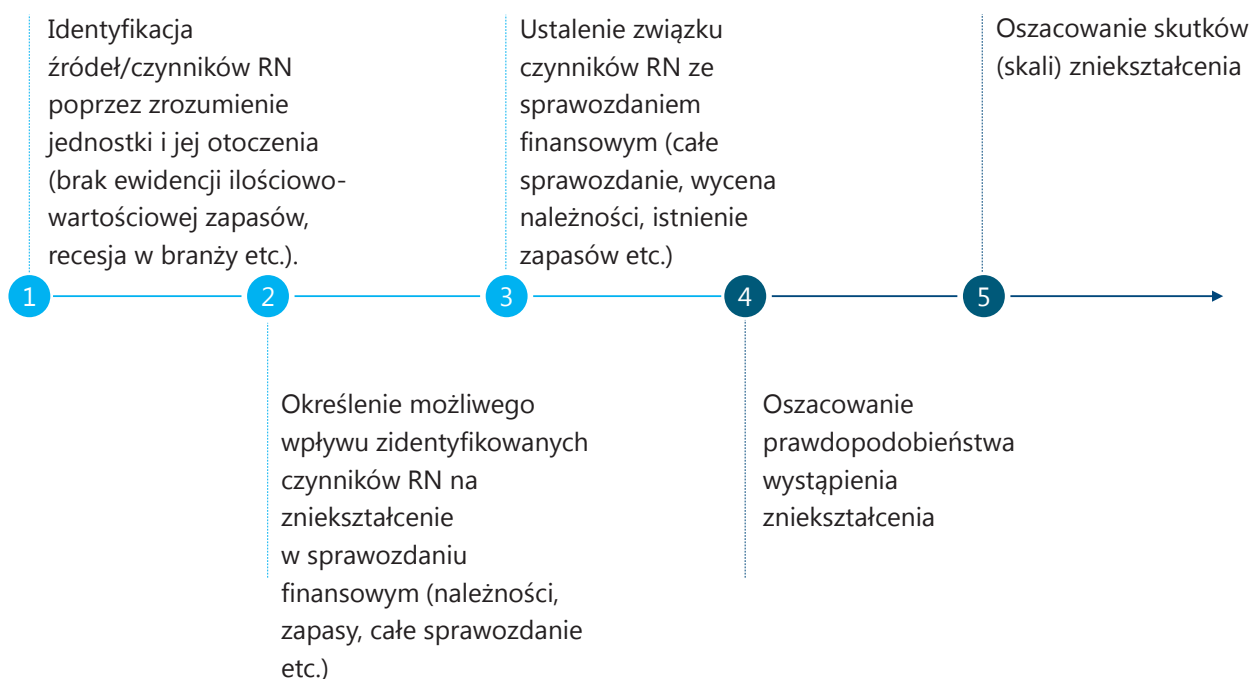 Identyfikacja
źródeł/czynników RN
poprzez zrozumienie
jednostki i jej otoczenia
(brak ewidencji ilościowo-
wartościowej zapasów,
recesja w branży etc.).
Ustalenie związku
czynników RN ze
sprawozdaniem
finansowym (całe
sprawozdanie, wycena
należności, istnienie
zapasów etc.)
Oszacowanie skutków
(skali) zniekształcenia
1
2
3
4
5
Określenie możliwego
wpływu zidentyfikowanych
czynników RN na
zniekształcenie
w sprawozdaniu
finansowym (należności,
zapasy, całe sprawozdanie
etc.)
Oszacowanie
prawdopodobieństwa
wystąpienia
zniekształcenia